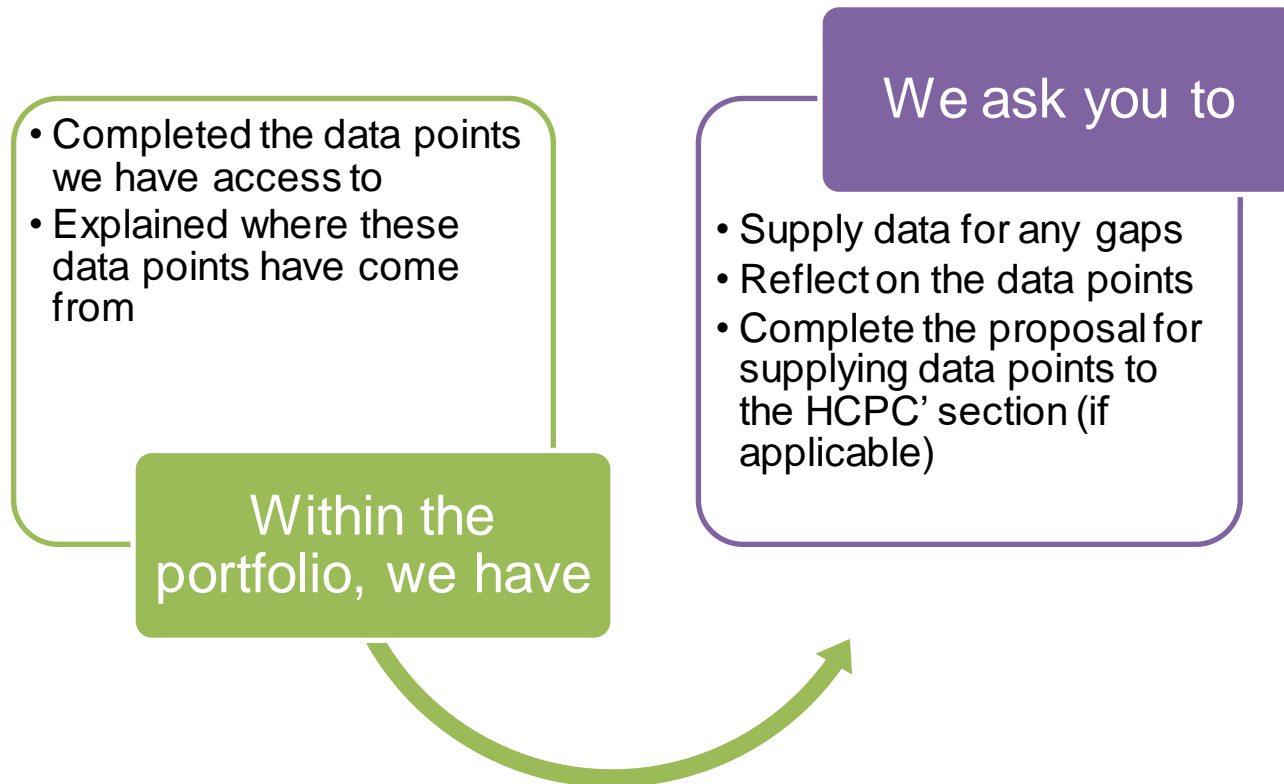 • Completed the data points
we have access to
• Explained where these
data points have come
from
Within the
portfolio, we have
We ask you to
• Supply data for any gaps
• Reflect on the data points
• Complete the proposal for
supplying data points to
the HCPC’ section (if
applicable)